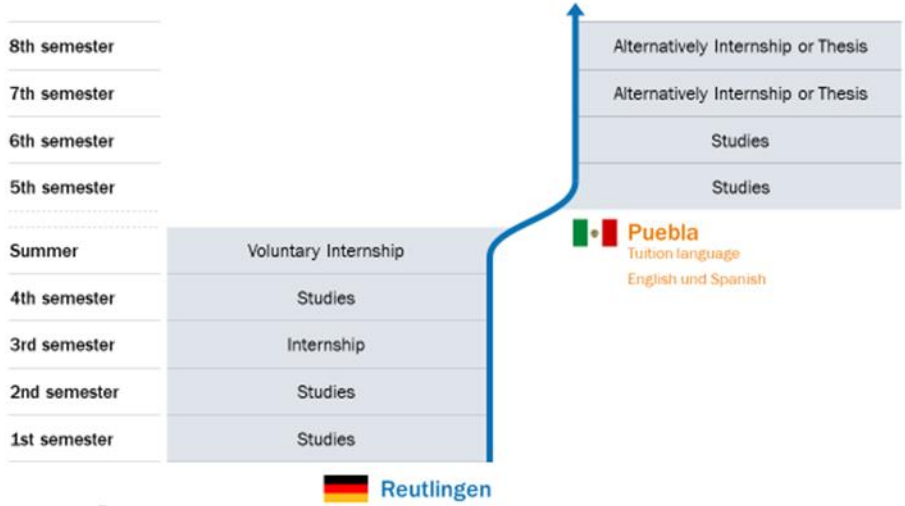 8th semester Alternatively Internship or Thesis
7th semester Alternatively Internship or Thesis
6th semester Studies
5th semester Studies
Puebla
Tuition language
English und Spanish
Summer Voluntary Internship
4th semester Studies
3rd semester Internship
2nd semester Studies
1st semester Studies
Reutlingen